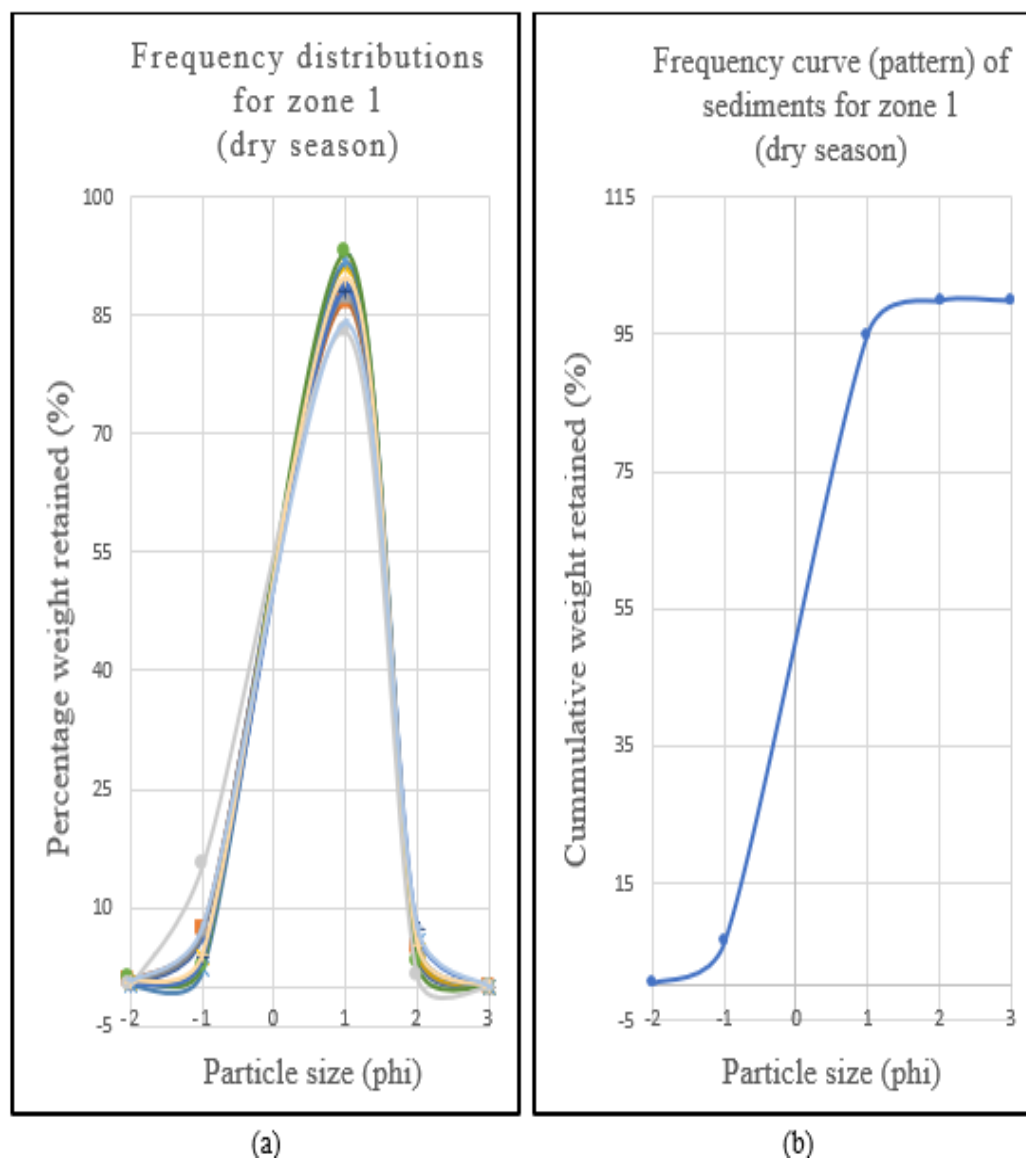 Frequency distributions
for zone 1
(dry season)
100
85
70
55
40
25
10
-5
Percentage weight retained (%)
-2 -1 0 1 2 3
Particle size (phi)
(a)
Frequency curve (pattern) of
sediments for zone 1
(dry season)
115
95
75
55
35
15
-5
Cummulative weight retained (%)
-2 -1 0 1 2 3
Particle size (phi)
(b)